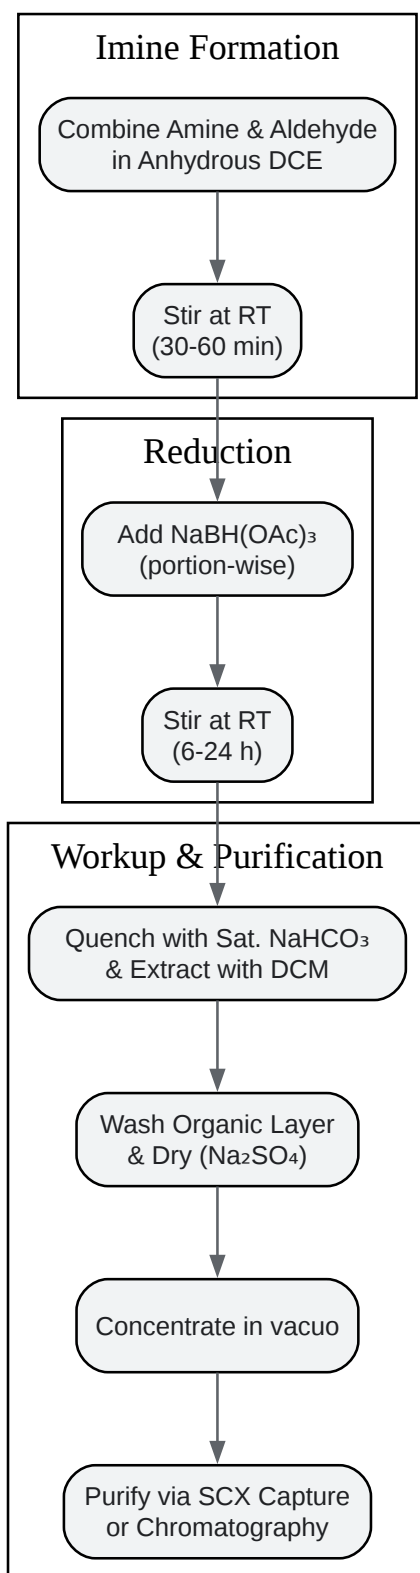 Imine Formation
Combine Amine & Aldehyde
in Anhydrous DCE
Stir at RT
(30-60 min)
Reduction
Add NaBH(OAc)₃
(portion-wise)
Stir at RT
(6-24 h)
Workup & Purification
Quench with Sat. NaHCO₃
& Extract with DCM
Wash Organic Layer
& Dry (Na₂SO₄)
Concentrate in vacuo
Purify via SCX Capture
or Chromatography